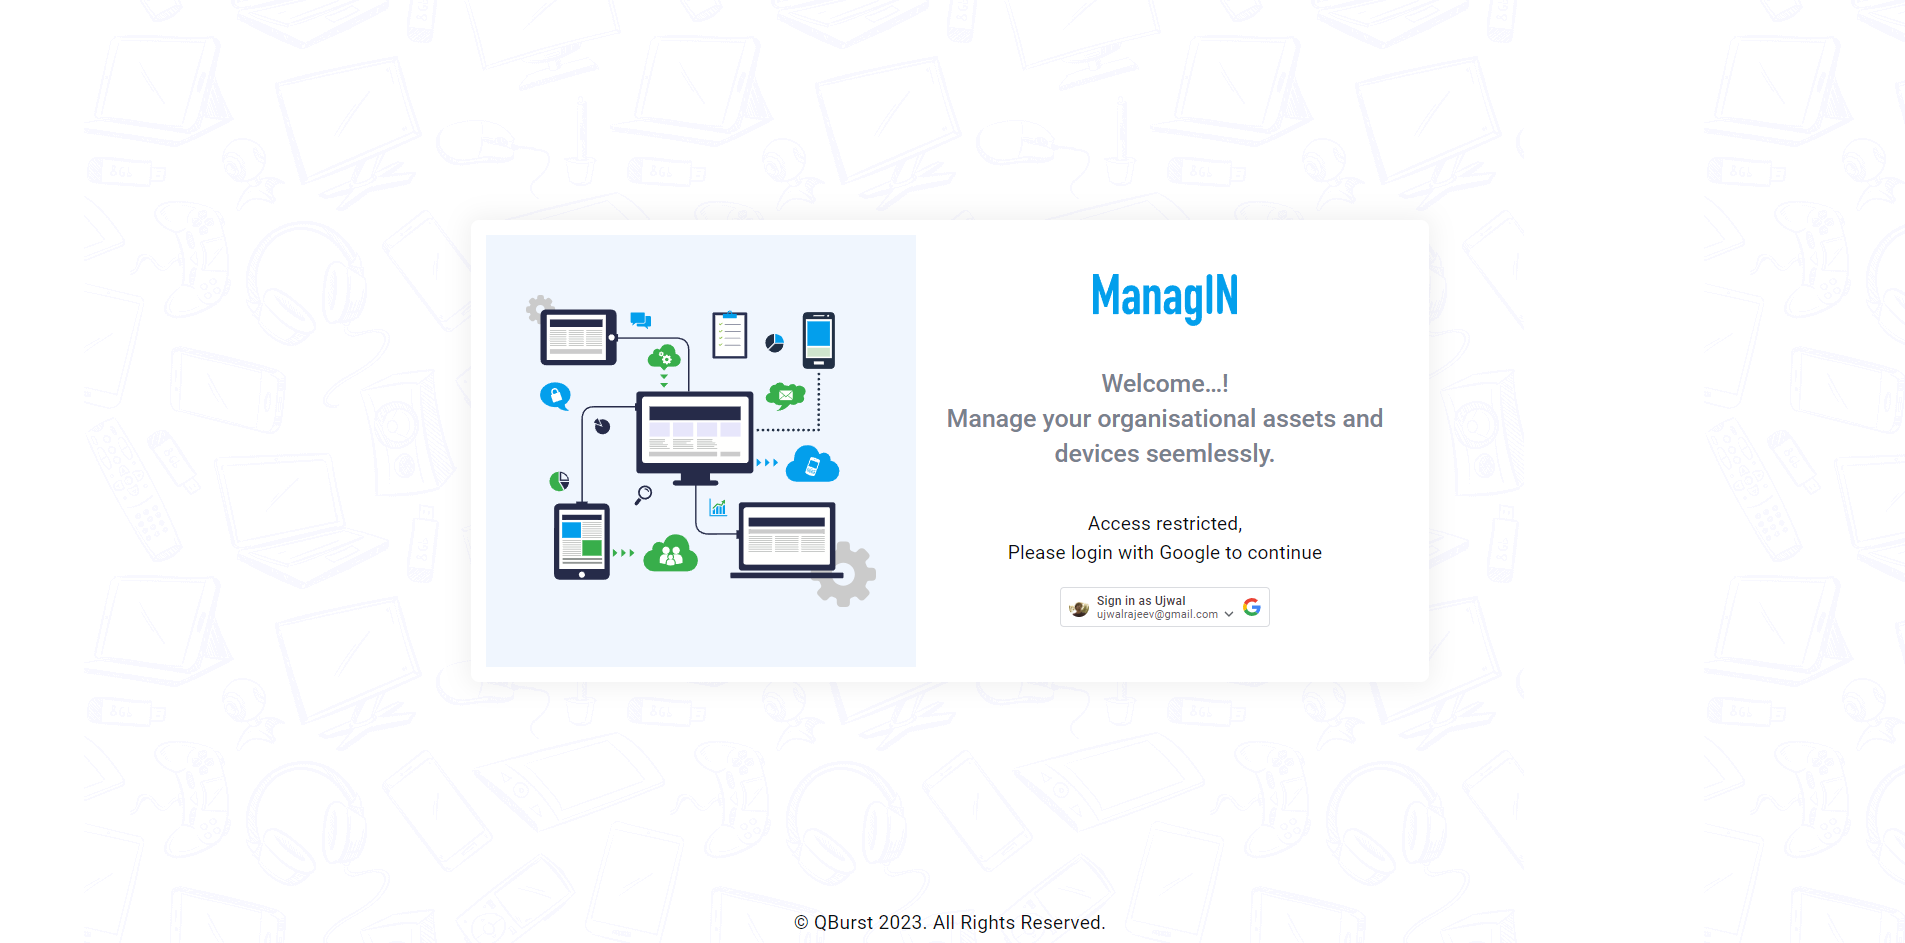 ManagIN
Welcome...!
Manage your organisational assets and
devices seemlessly.
Access restricted,
Please login with Google to continue
Sign in as Ujwal
ujwalrajeev@gmail.com
© QBurst 2023. All Rights Reserved.